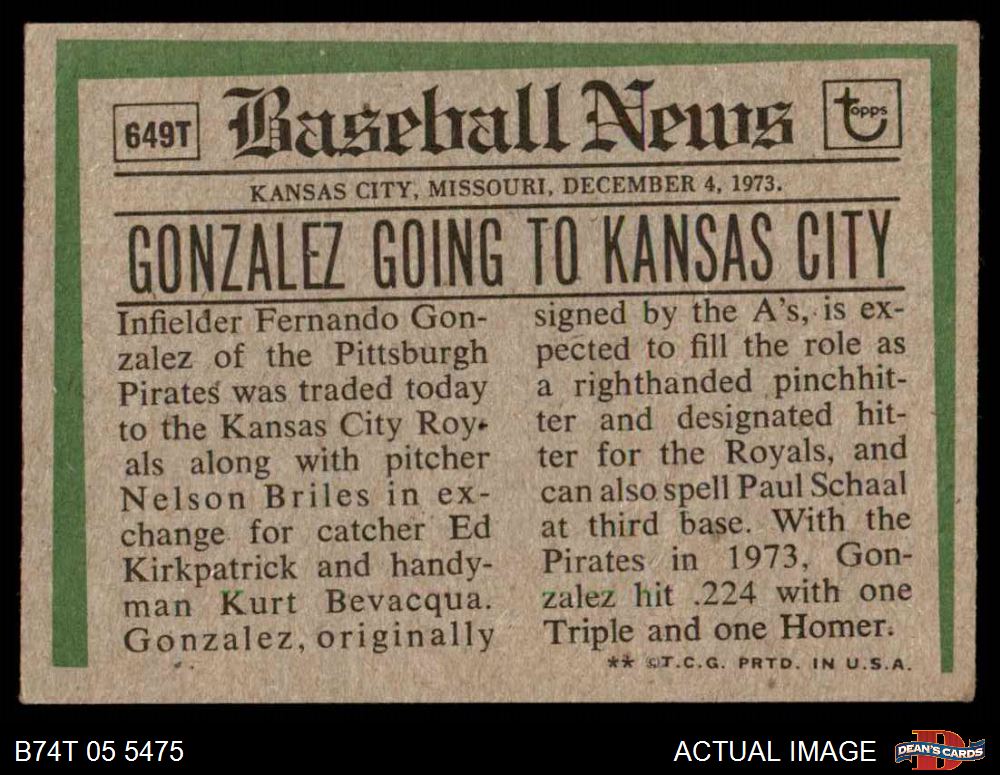 649T
Baseball News
topps
KANSAS CITY, MISSOURI, DECEMBER 4, 1973.
GONZALEZ GOING TO KANSAS CITY
Infielder Fernando Gon-
zalez of the Pittsburgh
Pirates was traded today
to the Kansas City Roy-
als along with pitcher
Nelson Briles in ex-
change for catcher Ed
Kirkpatrick and handy-
man Kurt Bevacqua.
Gonzalez, originally
signed by the A's, is ex-
pected to fill the role as
a righthanded pinchhit-
ter and designated hit-
ter for the Royals, and
can also spell Paul Schaal
at third base. With the
Pirates in 1973, Gon-
zalez hit .224 with one
Triple and one Homer.
** ©T.C.G. PRTD. IN U.S.A.
B74T 05 5475
ACTUAL IMAGE
DEAN'S CARDS